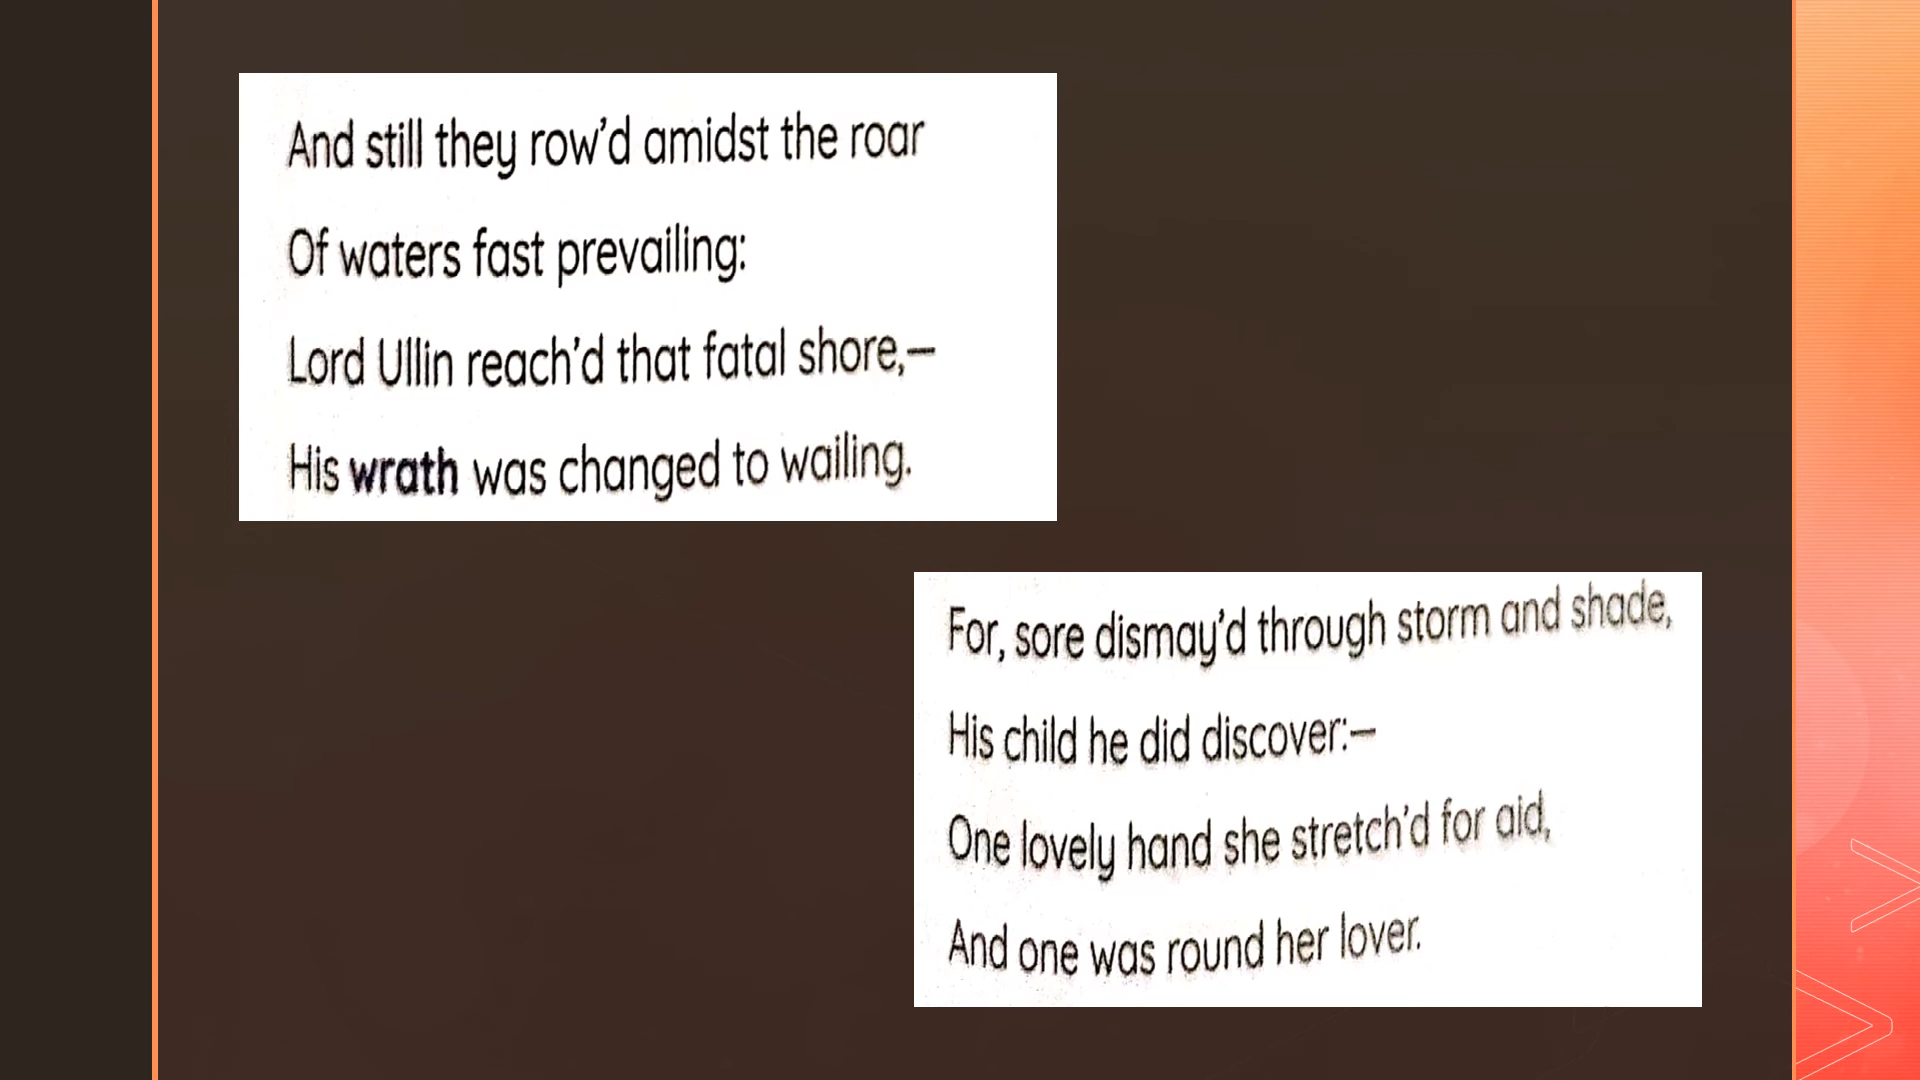 And still they row’d amidst the roar
Of waters fast prevailing:
Lord Ullin reach’d that fatal shore,—
His wrath was changed to wailing.
For, sore dismay’d through storm and shade,
His child he did discover:—
One lovely hand she stretch’d for aid,
And one was round her lover.